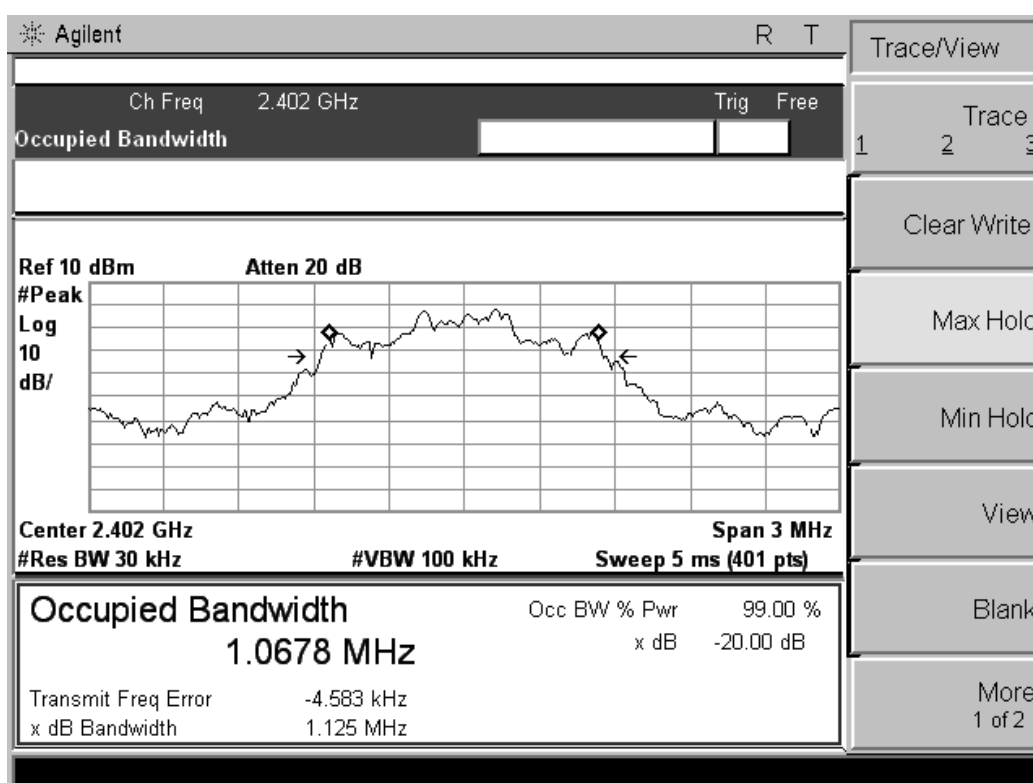 Agilent R T
Trace/View
Ch Freq 2.402 GHz Trig Free
Occupied Bandwidth
Trace
1 2 3
Clear Write
Ref 10 dBm Atten 20 dB
#Peak
Log
10
dB/
Max Hold
Min Hold
View
Center 2.402 GHz Span 3 MHz
#Res BW 30 kHz #VBW 100 kHz Sweep 5 ms (401 pts)
Occupied Bandwidth
1.0678 MHz
Occ BW % Pwr 99.00 %
x dB -20.00 dB
Transmit Freq Error -4.583 kHz
x dB Bandwidth 1.125 MHz
Blank
More
1 of 2